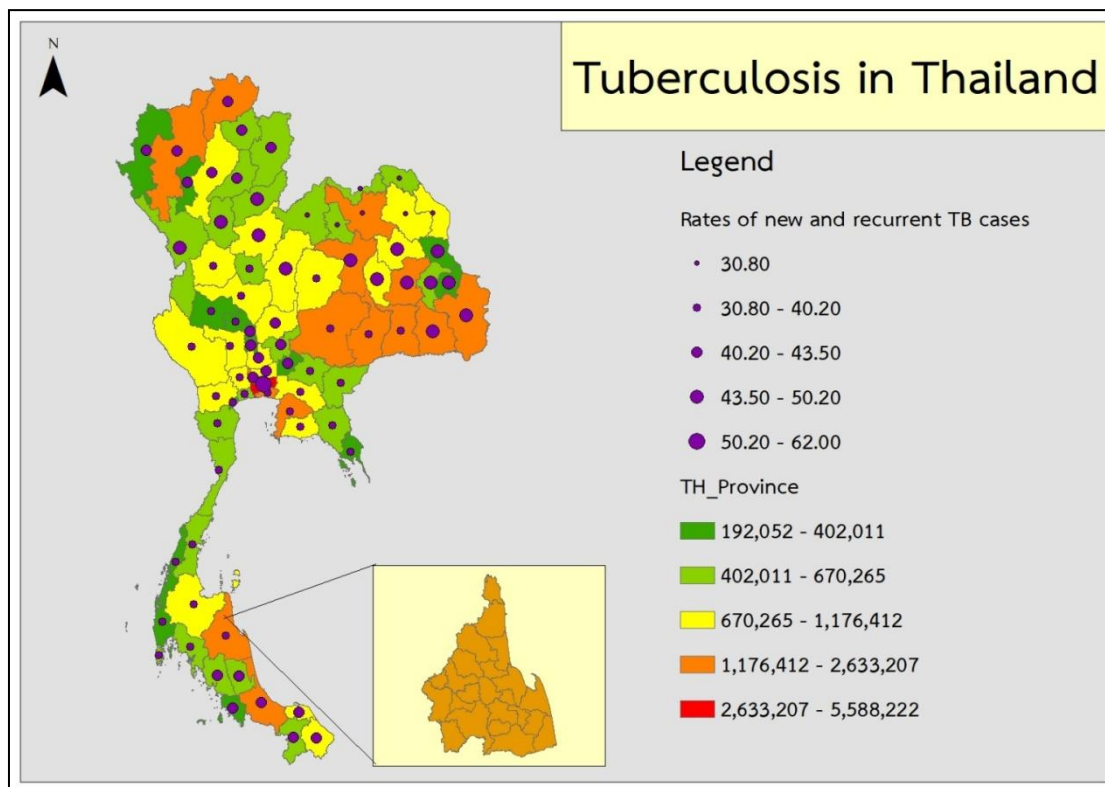 N
Tuberculosis in Thailand
Legend
Rates of new and recurrent TB cases
30.80
30.80 - 40.20
40.20 - 43.50
43.50 - 50.20
50.20 - 62.00
TH_Province
192,052 - 402,011
402,011 - 670,265
670,265 - 1,176,412
1,176,412 - 2,633,207
2,633,207 - 5,588,222